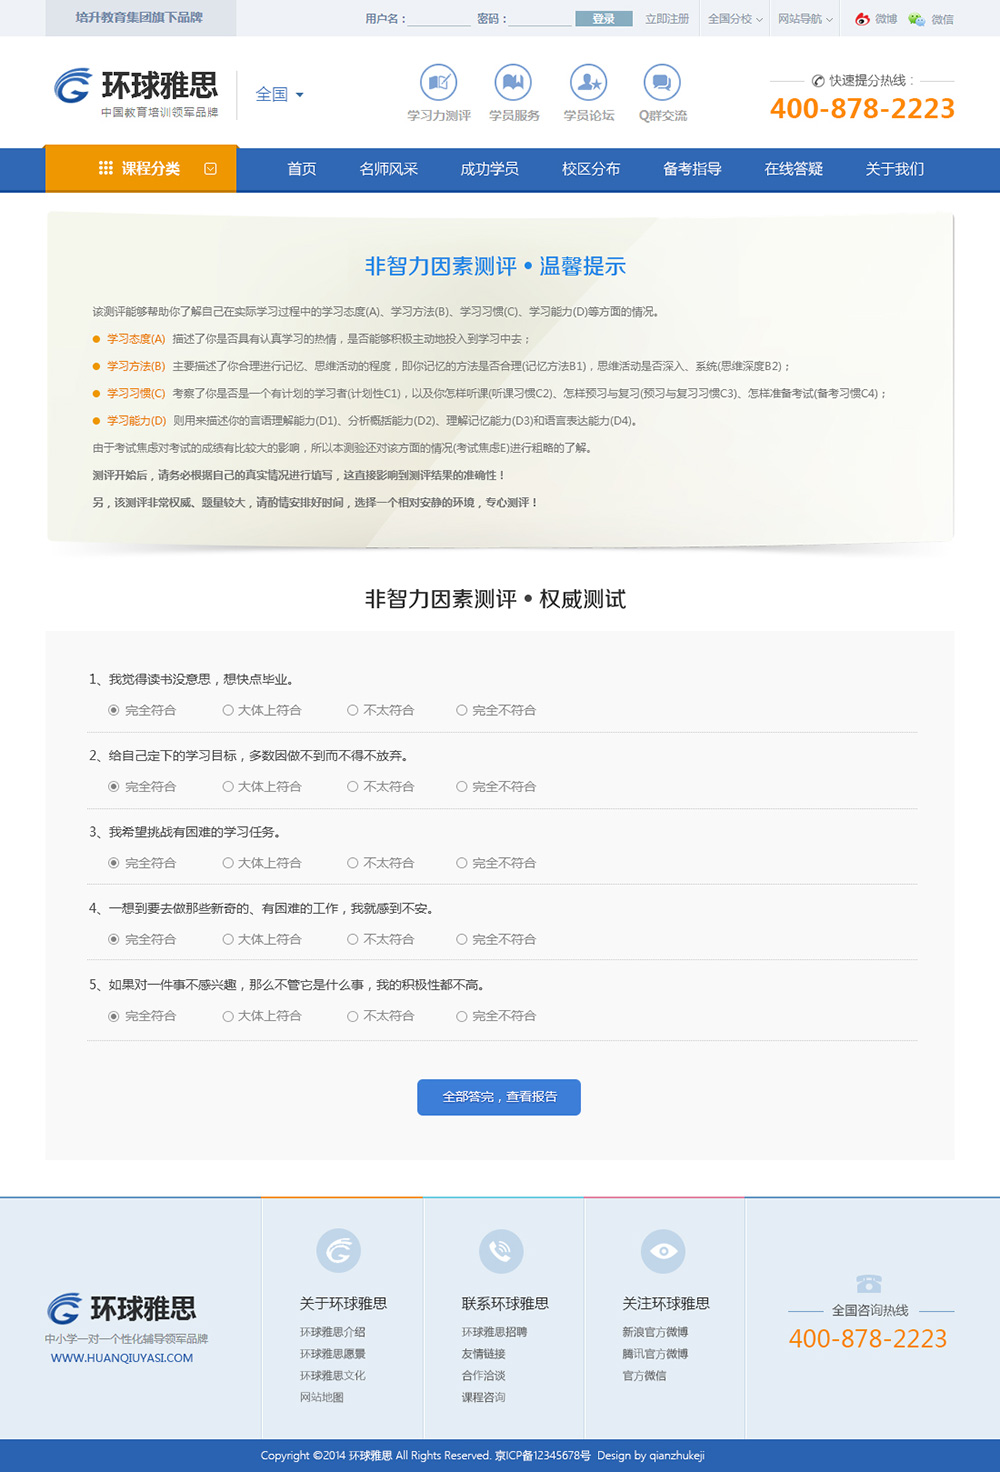 培升教育集团旗下品牌
用户名： 密码： 登录 立即注册 全国分校 网站导航 微博 微信
环球雅思
中国教育培训领军品牌
全国
学习力测评 学员服务 学员论坛 Q群交流
快速提分热线：
400-878-2223
课程分类 首页 名师风采 成功学员 校区分布 备考指导 在线答疑 关于我们
非智力因素测评 • 温馨提示
该测评能够帮助你了解自己在实际学习过程中的学习态度(A)、学习方法(B)、学习习惯(C)、学习能力(D)等方面的情况。
● 学习态度(A) 描述了你是否具有认真学习的热情，是否能够积极主动地投入到学习中去；
● 学习方法(B) 主要描述了你合理进行记忆、思维活动的程度，即你记忆的方法是否合理(记忆方法B1)，思维活动是否深入、系统(思维深度B2)；
● 学习习惯(C) 考察了你是否是一个有计划的学习者(计划性C1)，以及你怎样听课(听课习惯C2)、怎样预习与复习(预习与复习习惯C3)、怎样准备考试(备考习惯C4)；
● 学习能力(D) 则用来描述你的言语理解能力(D1)、分析概括能力(D2)、理解记忆能力(D3)和语言表达能力(D4)。
由于考试焦虑对考试的成绩有比较大的影响，所以本测验还对该方面的情况(考试焦虑E)进行粗略的了解。
测评开始后，请务必根据自己的真实情况进行填写，这直接影响到测评结果的准确性！
另，该测评非常权威、题量较大，请酌情安排好时间，选择一个相对安静的环境，专心测评！
非智力因素测评 • 权威测试
1、我觉得读书没意思，想快点毕业。
完全符合 大体上符合 不太符合 完全不符合
2、给自己定下的学习目标，多数因做不到而不得不放弃。
完全符合 大体上符合 不太符合 完全不符合
3、我希望挑战有困难的学习任务。
完全符合 大体上符合 不太符合 完全不符合
4、一想到要去做那些新奇的、有困难的工作，我就感到不安。
完全符合 大体上符合 不太符合 完全不符合
5、如果对一件事不感兴趣，那么不管它是什么事，我的积极性都不高。
完全符合 大体上符合 不太符合 完全不符合
全部答完，查看报告
环球雅思
中小学一对一个性化辅导领军品牌
WWW.HUANQIUYASI.COM
关于环球雅思
环球雅思介绍
环球雅思愿景
环球雅思文化
网站地图
联系环球雅思
环球雅思招聘
友情链接
合作洽谈
课程咨询
关注环球雅思
新浪官方微博
腾讯官方微博
官方微信
全国咨询热线
400-878-2223
Copyright ©2014 环球雅思 All Rights Reserved. 京ICP备12345678号 Design by qianzhukeji